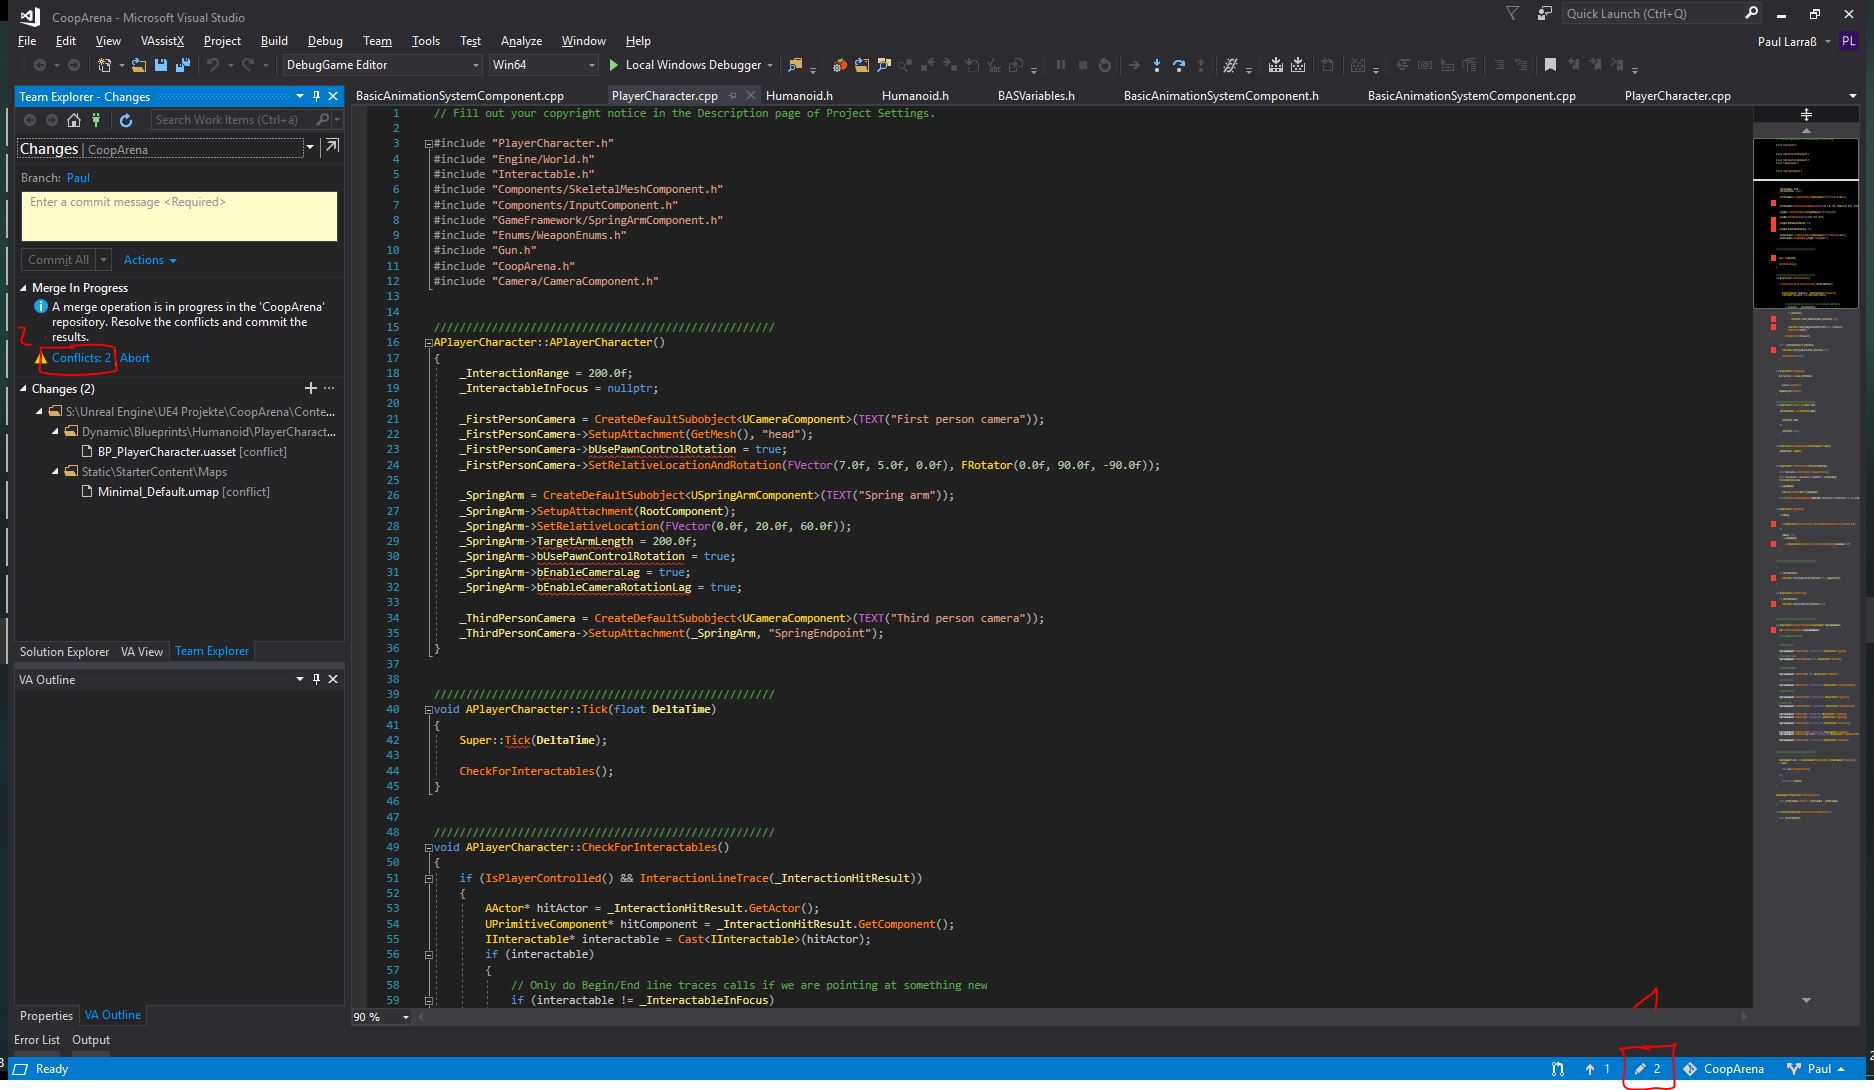 CoopArena - Microsoft Visual Studio
Quick Launch (Ctrl+Q)
File Edit View VAssistX Project Build Debug Team Tools Test Analyze Window Help
Paul Larraß PL
DebugGame Editor Win64 Local Windows Debugger
Team Explorer - Changes
Search Work Items (Ctrl+ä)
Changes | CoopArena
Branch: Paul
Enter a commit message <Required>
Commit All Actions
Merge In Progress
A merge operation is in progress in the 'CoopArena'
repository. Resolve the conflicts and commit the
results.
2
Conflicts: 2 Abort
Changes (2)
S:\Unreal Engine\UE4 Projekte\CoopArena\Conte...
Dynamic\Blueprints\Humanoid\PlayerCharact...
BP_PlayerCharacter.uasset [conflict]
Static\StarterContent\Maps
Minimal_Default.umap [conflict]
Solution Explorer VA View Team Explorer
VA Outline
Properties VA Outline
Error List Output
BasicAnimationSystemComponent.cpp PlayerCharacter.cpp Humanoid.h Humanoid.h BASVariables.h BasicAnimationSystemComponent.h BasicAnimationSystemComponent.cpp PlayerCharacter.cpp
1 // Fill out your copyright notice in the Description page of Project Settings.
2
3 #include "PlayerCharacter.h"
4 #include "Engine/World.h"
5 #include "Interactable.h"
6 #include "Components/SkeletalMeshComponent.h"
7 #include "Components/InputComponent.h"
8 #include "GameFramework/SpringArmComponent.h"
9 #include "Enums/WeaponEnums.h"
10 #include "Gun.h"
11 #include "CoopArena.h"
12 #include "Camera/CameraComponent.h"
13
14
15 /////////////////////////////////////////////////////
16 APlayerCharacter::APlayerCharacter()
17 {
18 _InteractionRange = 200.0f;
19 _InteractableInFocus = nullptr;
20
21 _FirstPersonCamera = CreateDefaultSubobject<UCameraComponent>(TEXT("First person camera"));
22 _FirstPersonCamera->SetupAttachment(GetMesh(), "head");
23 _FirstPersonCamera->bUsePawnControlRotation = true;
24 _FirstPersonCamera->SetRelativeLocationAndRotation(FVector(7.0f, 5.0f, 0.0f), FRotator(0.0f, 90.0f, -90.0f));
25
26 _SpringArm = CreateDefaultSubobject<USpringArmComponent>(TEXT("Spring arm"));
27 _SpringArm->SetupAttachment(RootComponent);
28 _SpringArm->SetRelativeLocation(FVector(0.0f, 20.0f, 60.0f));
29 _SpringArm->TargetArmLength = 200.0f;
30 _SpringArm->bUsePawnControlRotation = true;
31 _SpringArm->bEnableCameraLag = true;
32 _SpringArm->bEnableCameraRotationLag = true;
33
34 _ThirdPersonCamera = CreateDefaultSubobject<UCameraComponent>(TEXT("Third person camera"));
35 _ThirdPersonCamera->SetupAttachment(_SpringArm, "SpringEndpoint");
36 }
37
38
39 /////////////////////////////////////////////////////
40 void APlayerCharacter::Tick(float DeltaTime)
41 {
42 Super::Tick(DeltaTime);
43
44 CheckForInteractables();
45 }
46
47
48 /////////////////////////////////////////////////////
49 void APlayerCharacter::CheckForInteractables()
50 {
51 if (IsPlayerControlled() && InteractionLineTrace(_InteractionHitResult))
52 {
53 AActor* hitActor = _InteractionHitResult.GetActor();
54 UPrimitiveComponent* hitComponent = _InteractionHitResult.GetComponent();
55 IInteractable* interactable = Cast<IInteractable>(hitActor);
56 if (interactable)
57 {
58 // Only do Begin/End line traces calls if we are pointing at something new
59 if (interactable != _InteractableInFocus)
90 %
1
Ready 1 2 CoopArena Paul